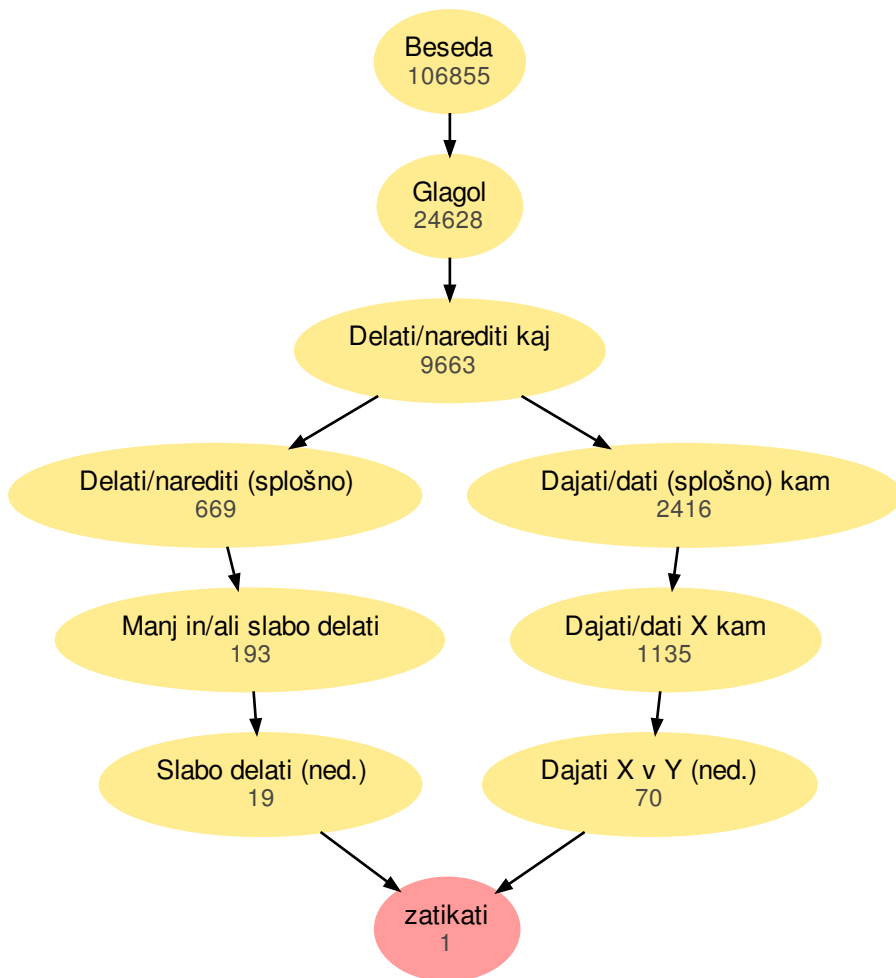 Beseda
106855
Glagol
24628
Delati/narediti kaj
9663
Delati/narediti (splošno)
669
Dajati/dati (splošno) kam
2416
Manj in/ali slabo delati
193
Dajati/dati X kam
1135
Slabo delati (ned.)
19
Dajati X v Y (ned.)
70
zatikati
1